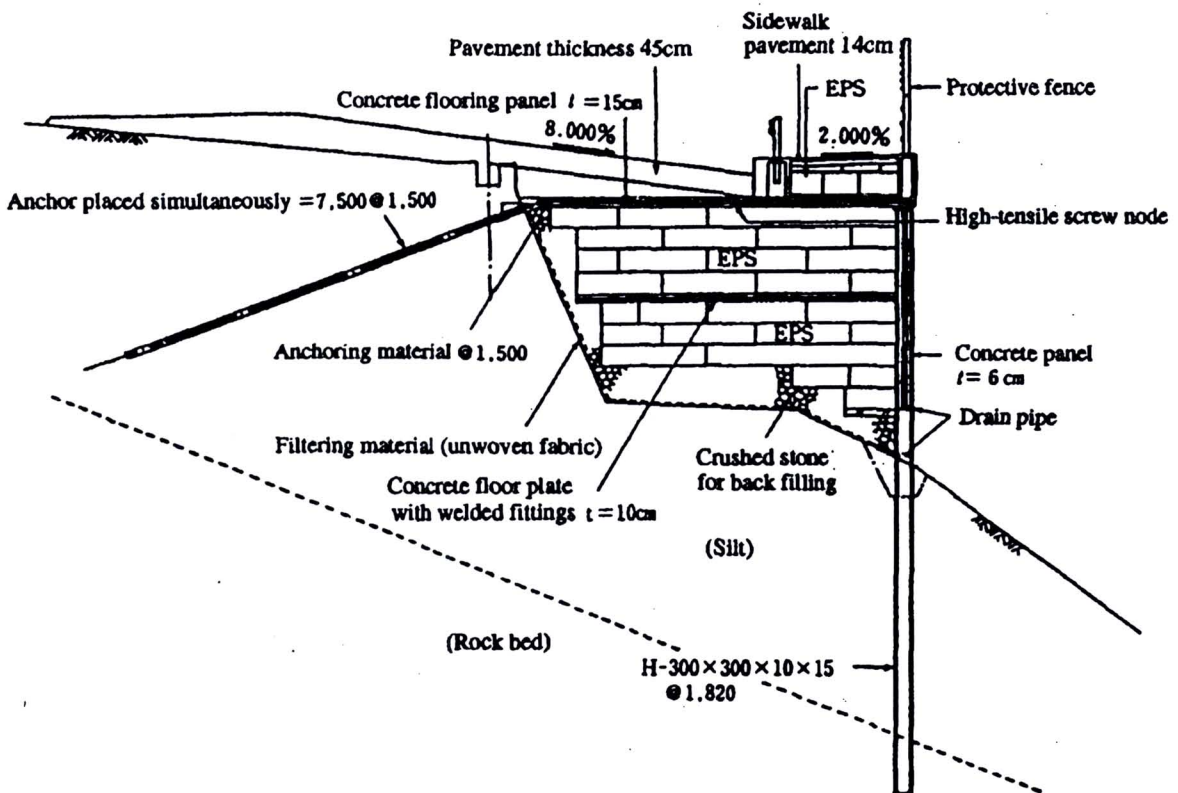 Sidewalk
pavement 14cm
Pavement thickness 45cm
EPS
Protective fence
Concrete flooring panel t = 15cm
8.000%
2.000%
Anchor placed simultaneously = 7,500 @ 1,500
High-tensile screw node
EPS
EPS
Anchoring material @ 1,500
Concrete panel
t = 6 cm
Drain pipe
Filtering material (unwoven fabric)
Crushed stone
for back filling
Concrete floor plate
with welded fittings t = 10cm
(Silt)
(Rock bed)
H-300×300×10×15
@ 1,820